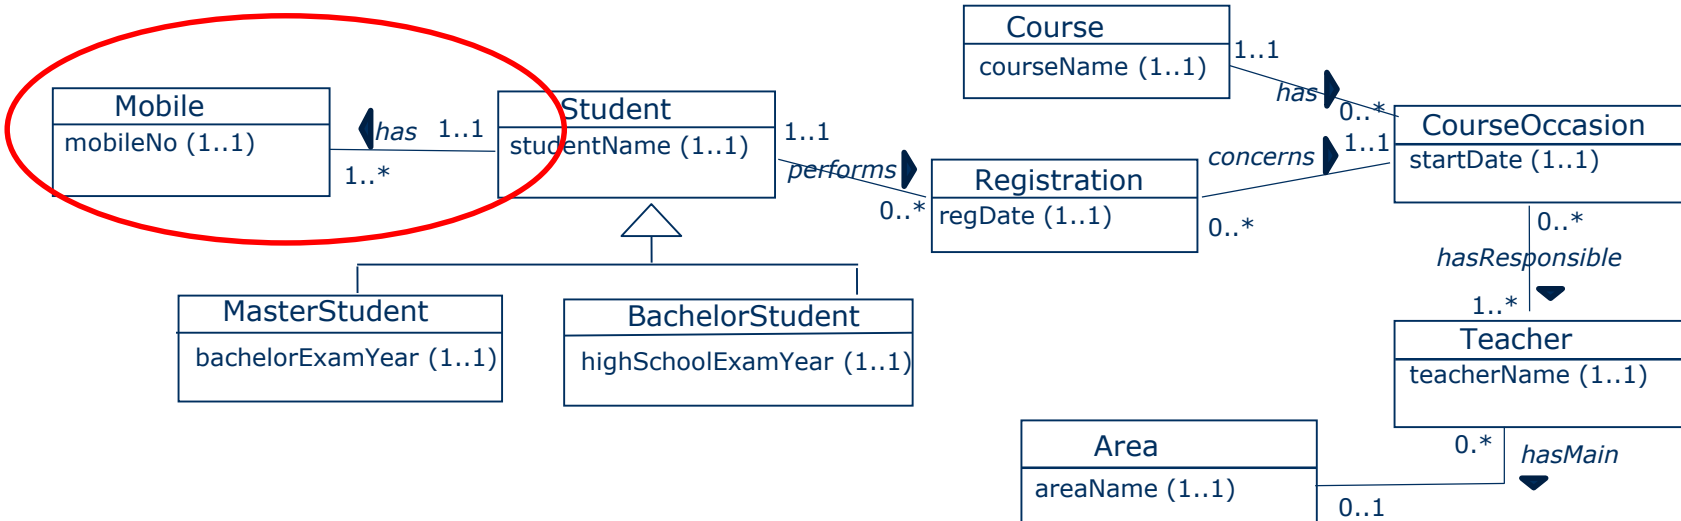 Course
courseName (1..1)
1..1
has
0..*
Mobile
mobileNo (1..1)
has
1..1
1..*
Student
studentName (1..1)
1..1
performs
0..*
Registration
regDate (1..1)
concerns
1..1
0..*
CourseOccasion
startDate (1..1)
0..*
hasResponsible
1..*
MasterStudent
bachelorExamYear (1..1)
BachelorStudent
highSchoolExamYear (1..1)
Teacher
teacherName (1..1)
0.*
hasMain
Area
areaName (1..1)
0..1